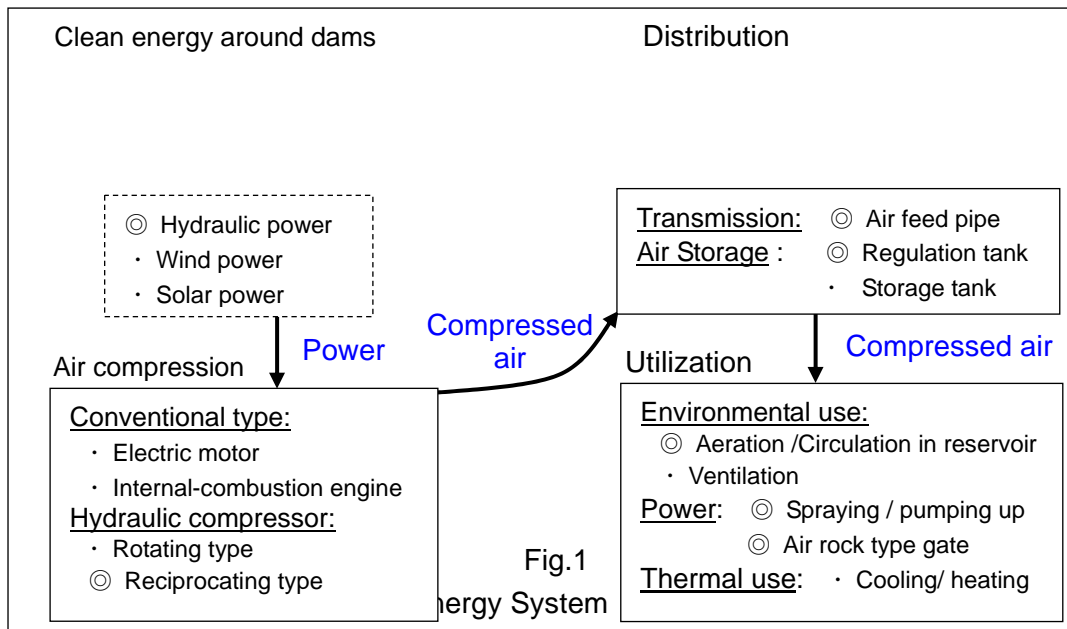 Clean energy around dams
Distribution
◎ Hydraulic power
・ Wind power
・ Solar power
Transmission: ◎ Air feed pipe
Air Storage : ◎ Regulation tank
・ Storage tank
Power
Compressed
air
Compressed air
Air compression
Utilization
Conventional type:
・ Electric motor
・ Internal-combustion engine
Hydraulic compressor:
・ Rotating type
◎ Reciprocating type
Environmental use:
◎ Aeration /Circulation in reservoir
・ Ventilation
Power: ◎ Spraying / pumping up
◎ Air rock type gate
Thermal use: ・ Cooling/ heating
Fig.1
nergy System